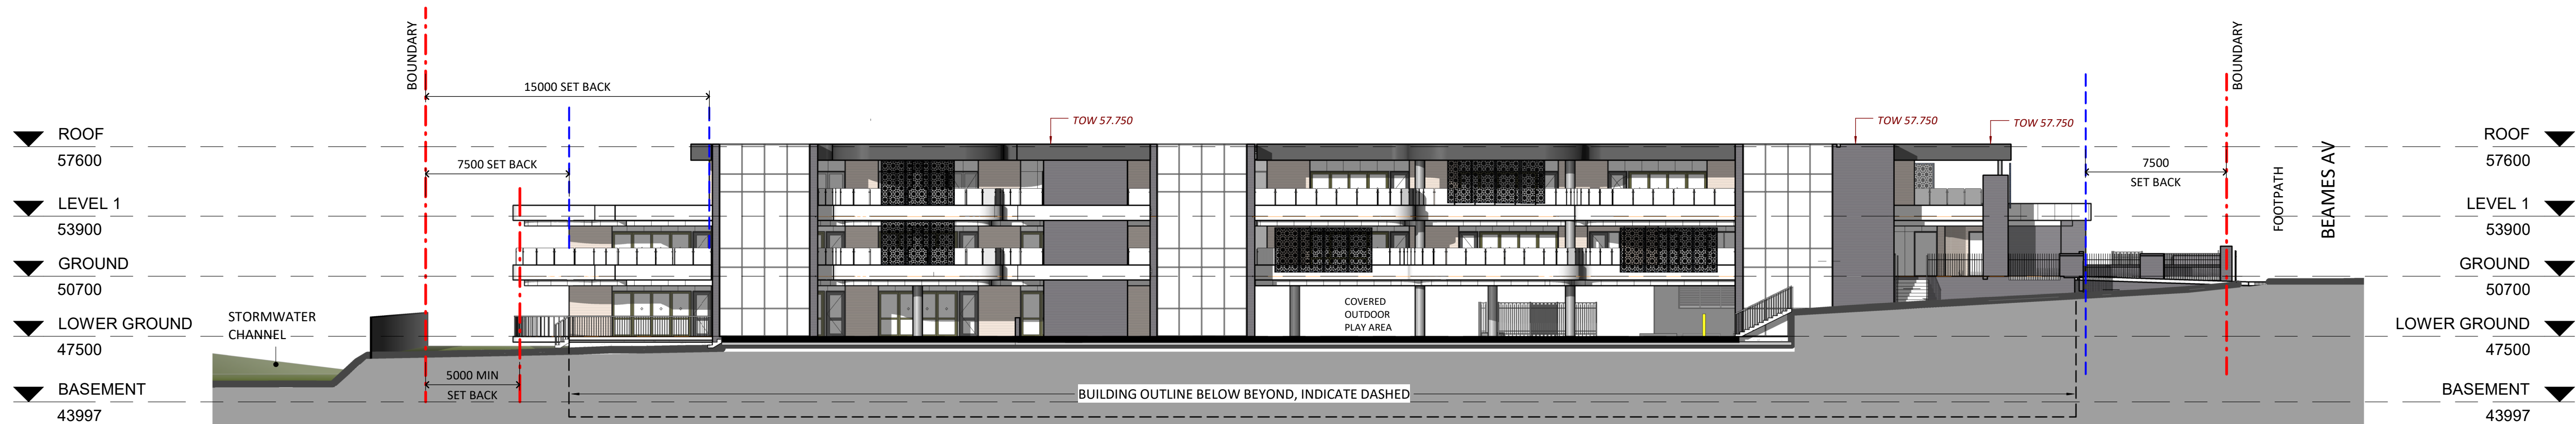 BOUNDARY
BOUNDARY
15000 SET BACK
TOW 57.750
TOW 57.750
TOW 57.750
ROOF
57600
7500 SET BACK
7500
SET BACK
ROOF
57600
LEVEL 1
53900
FOOTPATH
BEAMES AV
LEVEL 1
53900
GROUND
50700
GROUND
50700
LOWER GROUND
47500
STORMWATER
CHANNEL
COVERED
OUTDOOR
PLAY AREA
LOWER GROUND
47500
5000 MIN
SET BACK
BASEMENT
43997
BUILDING OUTLINE BELOW BEYOND, INDICATE DASHED
BASEMENT
43997